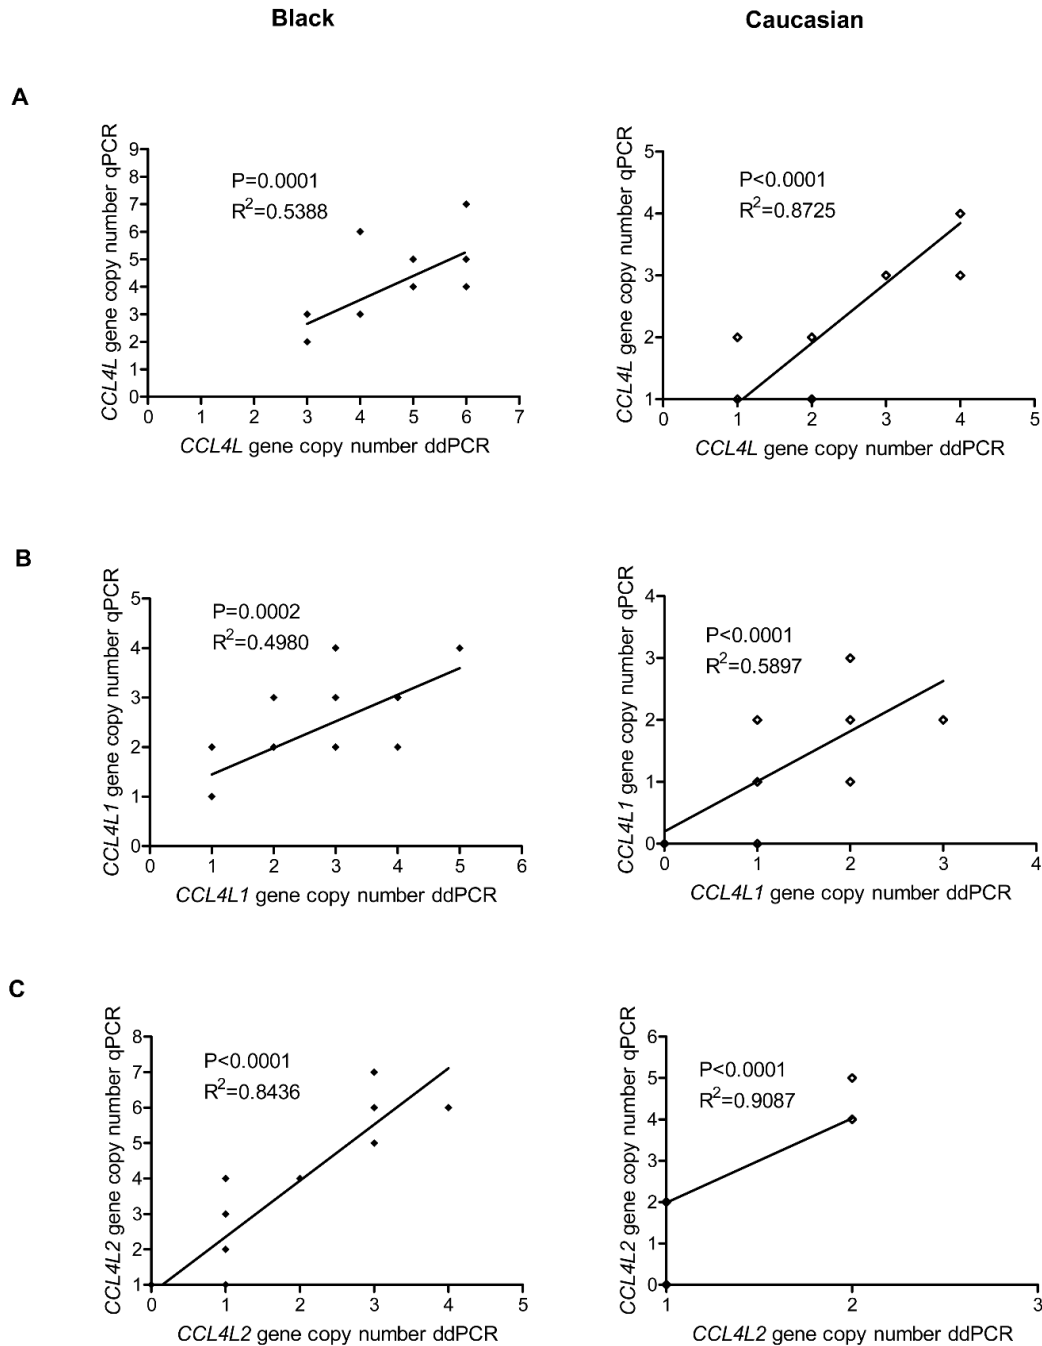 Black
Caucasian
A
CCL4L gene copy number qPCR
9
8
7
6
5
4
3
2
1
0
P=0.0001
R2=0.5388
0 1 2 3 4 5 6 7
CCL4L gene copy number ddPCR
CCL4L gene copy number qPCR
5
4
3
2
1
P<0.0001
R2=0.8725
0 1 2 3 4 5
CCL4L gene copy number ddPCR
B
CCL4L1 gene copy number qPCR
5
4
3
2
1
0
P=0.0002
R2=0.4980
0 1 2 3 4 5 6
CCL4L1 gene copy number ddPCR
CCL4L1 gene copy number qPCR
4
3
2
1
0
P<0.0001
R2=0.5897
0 1 2 3 4
CCL4L1 gene copy number ddPCR
C
CCL4L2 gene copy number qPCR
8
7
6
5
4
3
2
1
P<0.0001
R2=0.8436
0 1 2 3 4 5
CCL4L2 gene copy number ddPCR
CCL4L2 gene copy number qPCR
6
5
4
3
2
1
0
P<0.0001
R2=0.9087
1 2 3
CCL4L2 gene copy number ddPCR